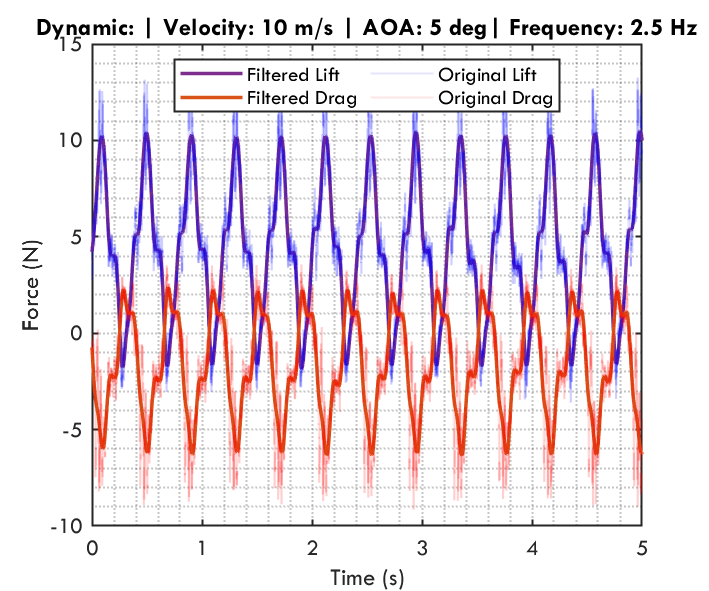 Dynamic: | Velocity: 10 m/s | AOA: 5 deg| Frequency: 2.5 Hz
15
Filtered Lift Original Lift
Filtered Drag Original Drag
10
5
0
-5
-10
Force (N)
0 1 2 3 4 5
Time (s)